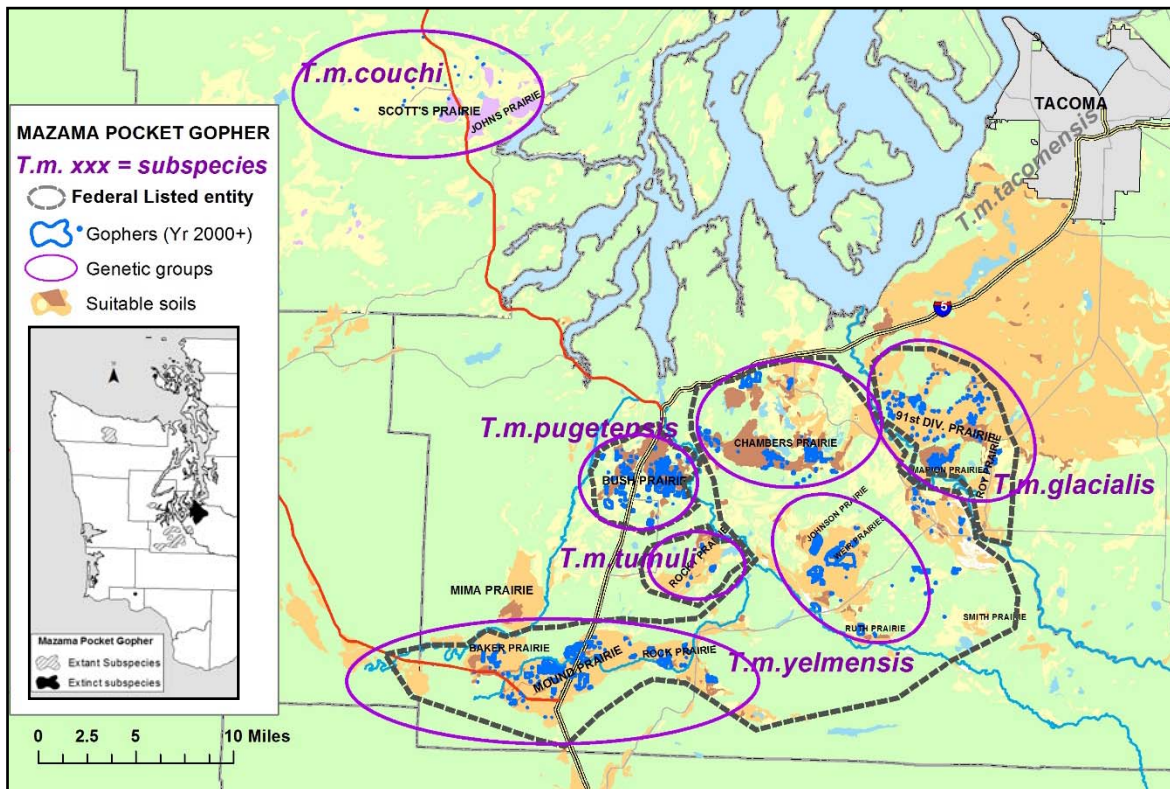 MAZAMA POCKET GOPHER
T.m. xxx = subspecies
Federal Listed entity
Gophers (Yr 2000+)
Genetic groups
Suitable soils
Mazama Pocket Gopher
Extant Subspecies
Extinct subspecies
0 2.5 5 10 Miles
T.m.couchi
SCOTT'S PRAIRIE
JOHNS PRAIRIE
TACOMA
T.m.tacomensis
5
T.m.pugetensis
BUSH PRAIRIE
CHAMBERS PRAIRIE
91st DIV. PRAIRIE
MARION PRAIRIE
ROY PRAIRIE
T.m.glacialis
T.m.tumuli
ROCKY PRAIRIE
JOHNSON PRAIRIE
WEIR PRAIRIES
MIMA PRAIRIE
RUTH PRAIRIE
SMITH PRAIRIE
BAKER PRAIRIE
MOUND PRAIRIE
ROCK PRAIRIE
T.m.yelmensis